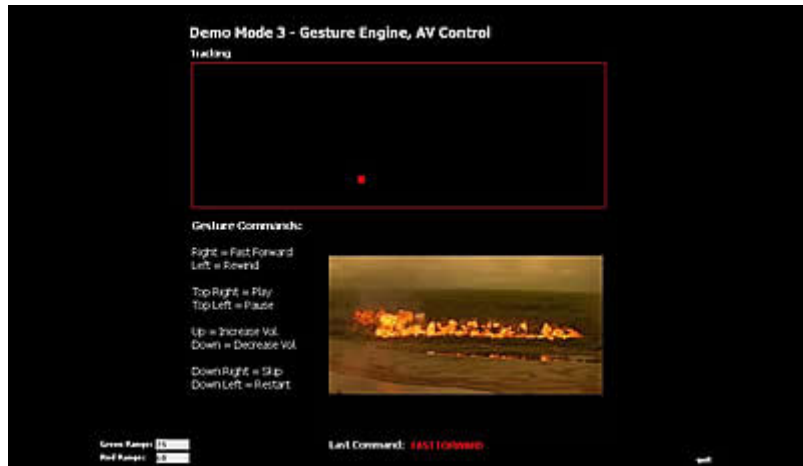 Demo Mode 3 - Gesture Engine, AV Control
Tracking
Gesture Commands:
Right = Fast Forward
Left = Rewind
Top Right = Play
Top Left = Pause
Up = Increase Vol.
Down = Decrease Vol.
Down Right = Skip
Down Left = Restart
Green Range:
Red Range:
Last Command: FAST FORWARD
quit